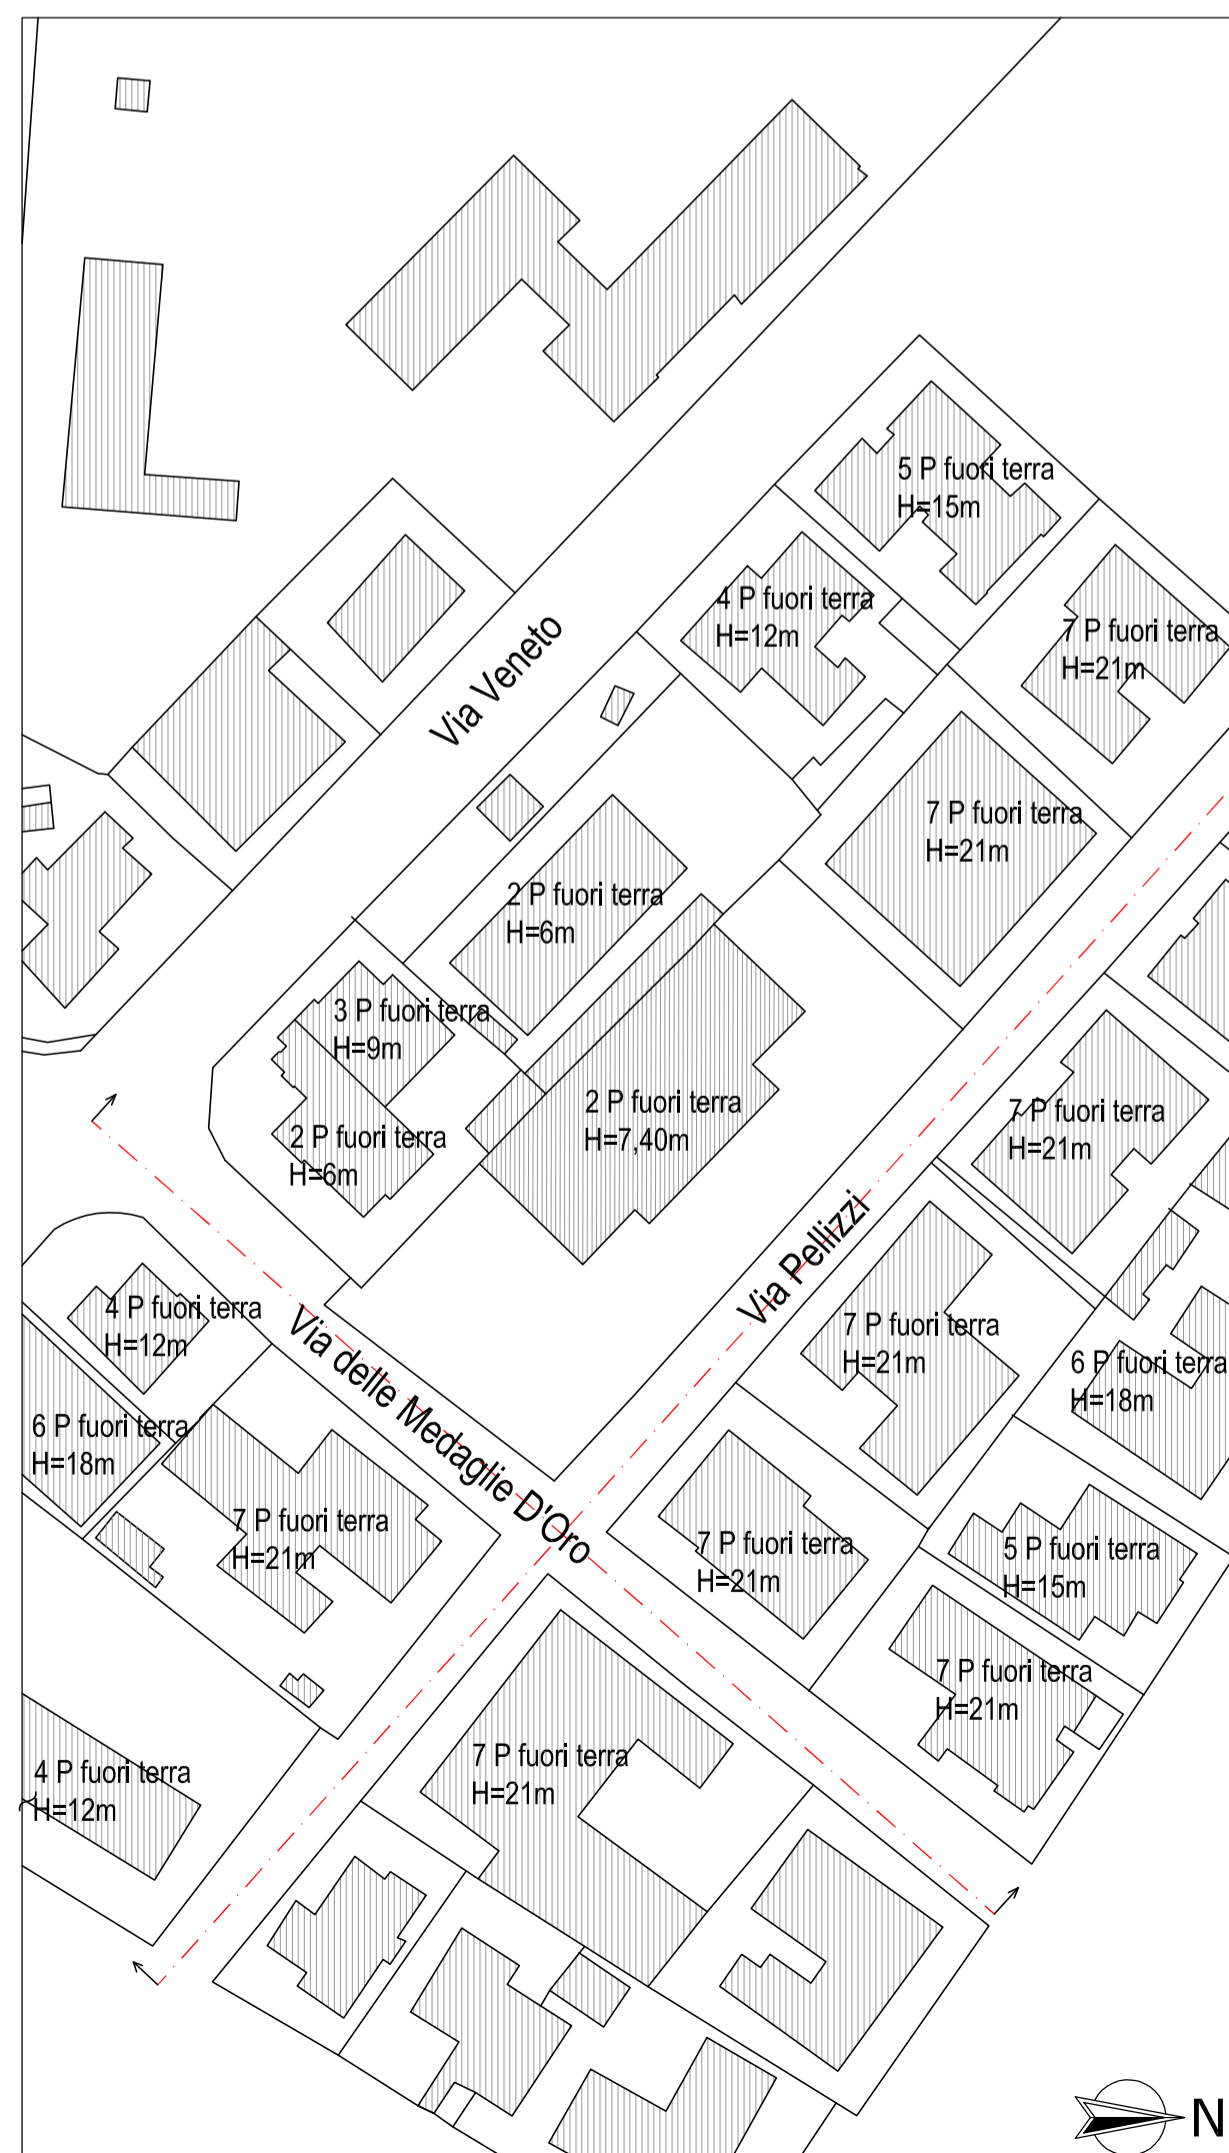 5 P fuori terra
H=15m
4 P fuori terra
H=12m
7 P fuori terra
H=21m
Via Veneto
7 P fuori terra
H=21m
2 P fuori terra
H=6m
3 P fuori terra
H=9m
2 P fuori terra
H=7,40m
7 P fuori terra
H=21m
2 P fuori terra
H=6m
Via Pellizzi
4 P fuori terra
H=12m
7 P fuori terra
H=21m
6 P fuori terra
H=18m
Via delle Medaglie D'Oro
6 P fuori terra
H=18m
7 P fuori terra
H=21m
7 P fuori terra
H=21m
5 P fuori terra
H=15m
7 P fuori terra
H=21m
7 P fuori terra
H=21m
4 P fuori terra
H=12m
N